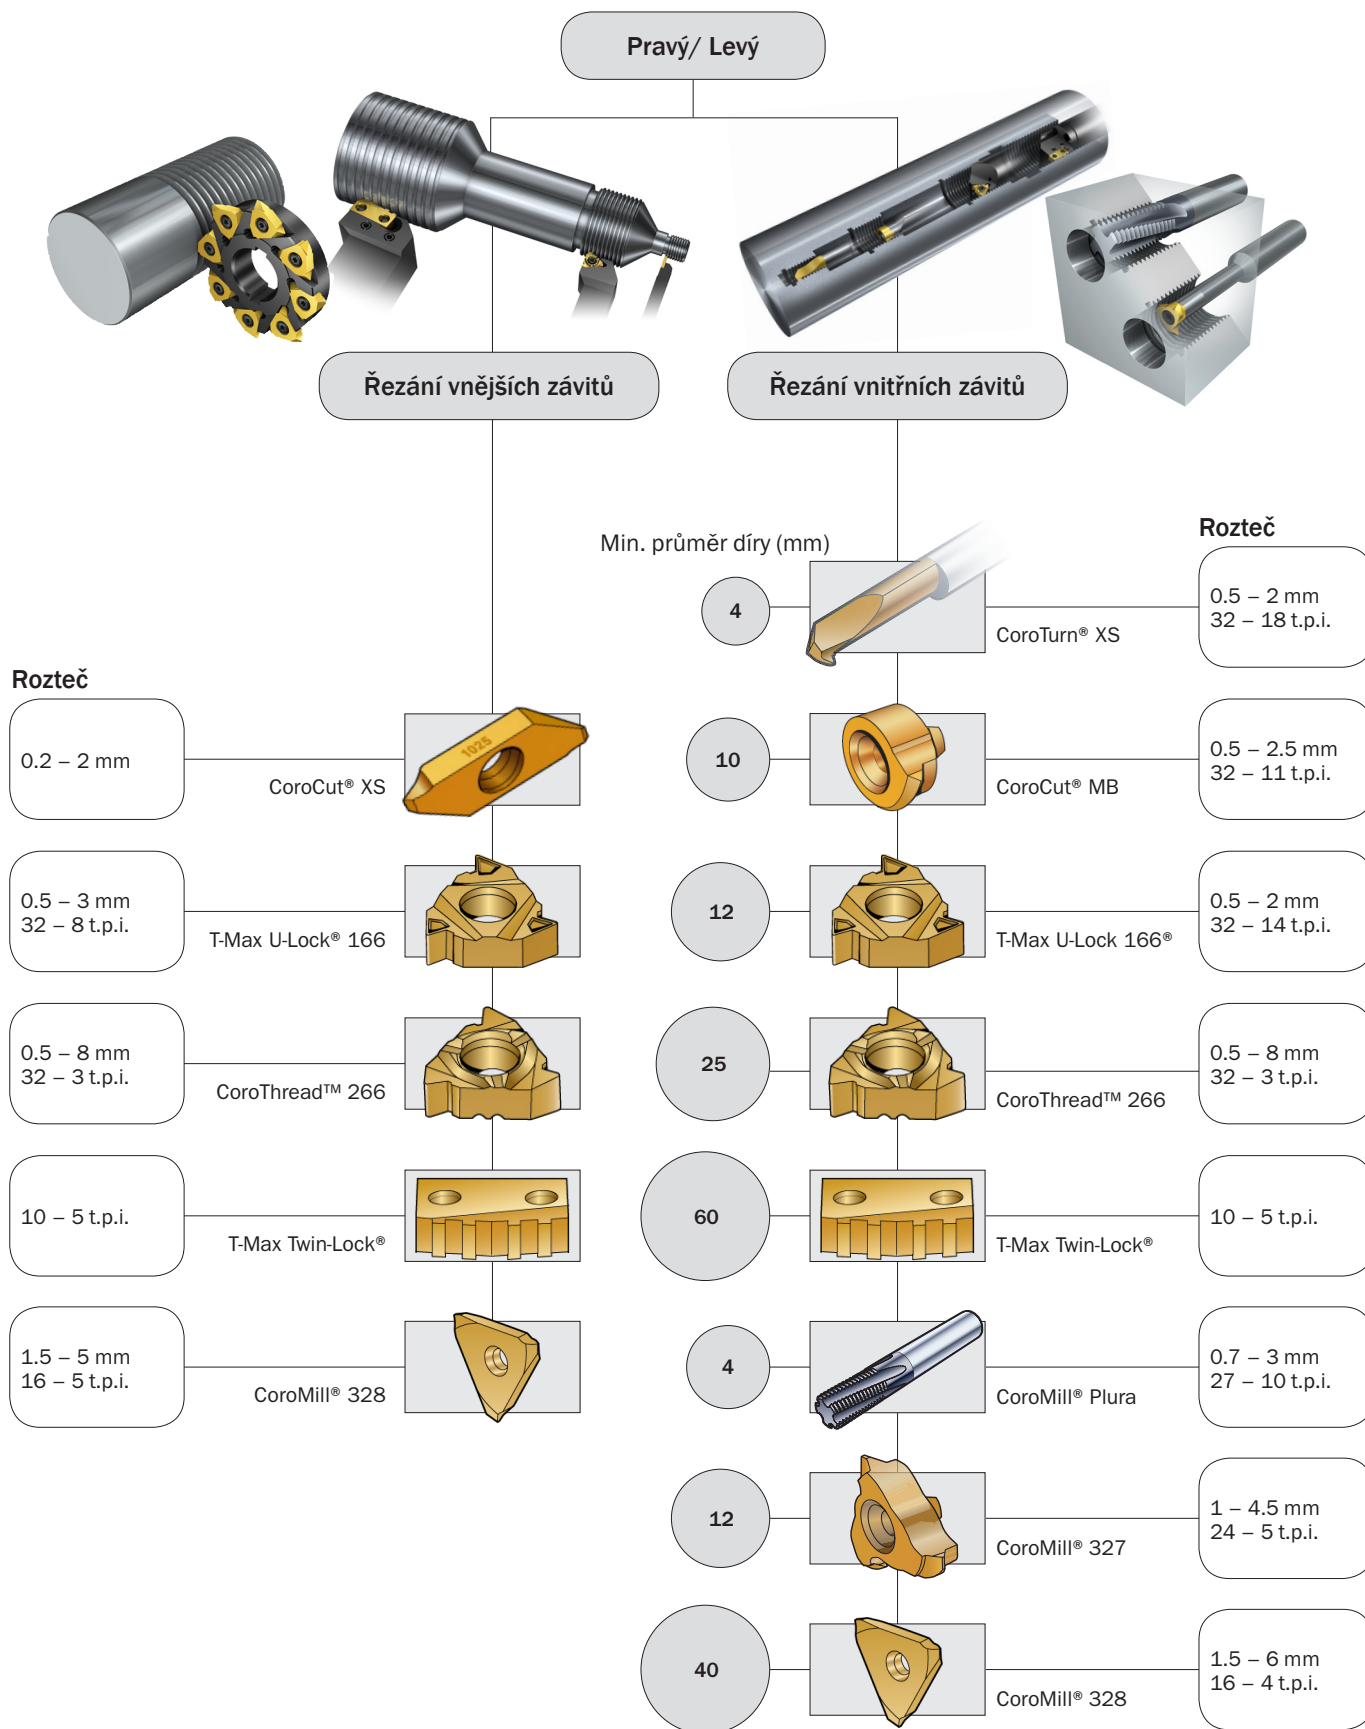 Pravý/ Levý
Řezání vnějších závitů
Řezání vnitřních závitů
Rozteč
0.2 – 2 mm
CoroCut® XS
1025
0.5 – 3 mm
32 – 8 t.p.i.
T-Max U-Lock® 166
0.5 – 8 mm
32 – 3 t.p.i.
CoroThread™ 266
10 – 5 t.p.i.
T-Max Twin-Lock®
1.5 – 5 mm
16 – 5 t.p.i.
CoroMill® 328
Min. průměr díry (mm)
Rozteč
4
CoroTurn® XS
0.5 – 2 mm
32 – 18 t.p.i.
10
CoroCut® MB
0.5 – 2.5 mm
32 – 11 t.p.i.
12
T-Max U-Lock 166®
0.5 – 2 mm
32 – 14 t.p.i.
25
CoroThread™ 266
0.5 – 8 mm
32 – 3 t.p.i.
60
T-Max Twin-Lock®
10 – 5 t.p.i.
4
CoroMill® Plura
0.7 – 3 mm
27 – 10 t.p.i.
12
CoroMill® 327
1 – 4.5 mm
24 – 5 t.p.i.
40
CoroMill® 328
1.5 – 6 mm
16 – 4 t.p.i.